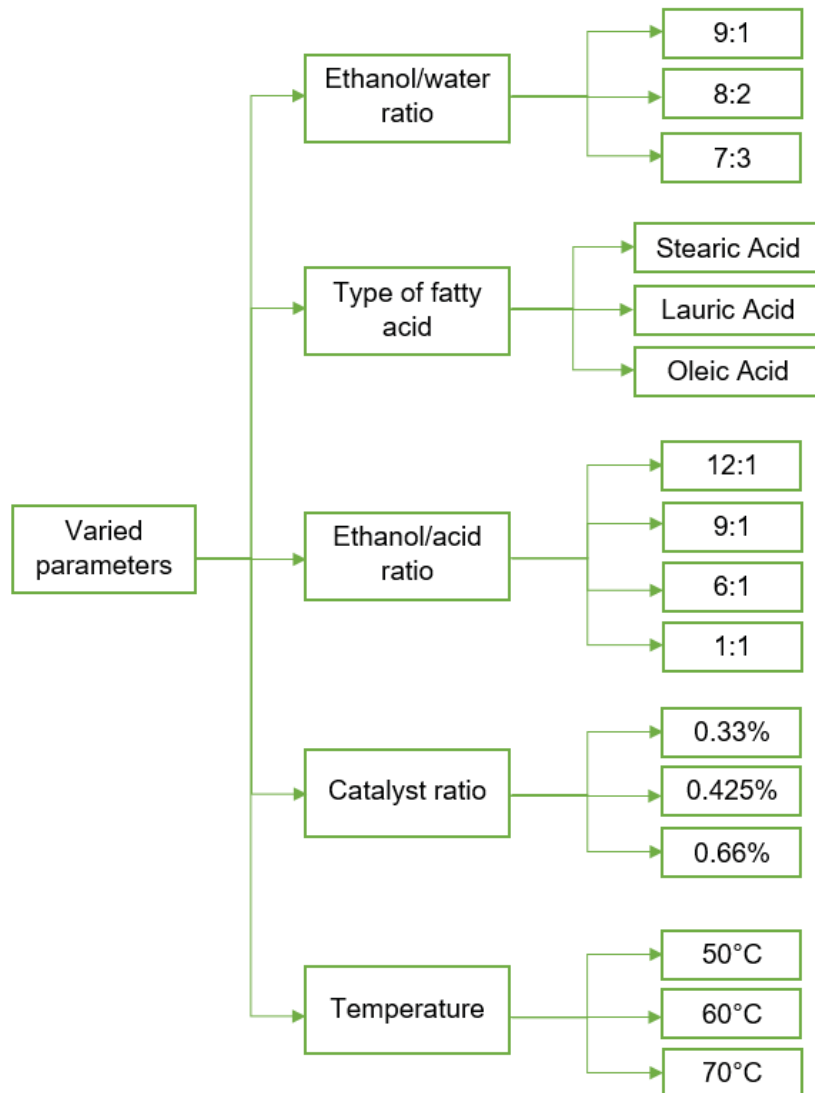 Varied
parameters
Ethanol/water
ratio
9:1
8:2
7:3
Type of fatty
acid
Stearic Acid
Lauric Acid
Oleic Acid
Ethanol/acid
ratio
12:1
9:1
6:1
1:1
Catalyst ratio
0.33%
0.425%
0.66%
Temperature
50°C
60°C
70°C